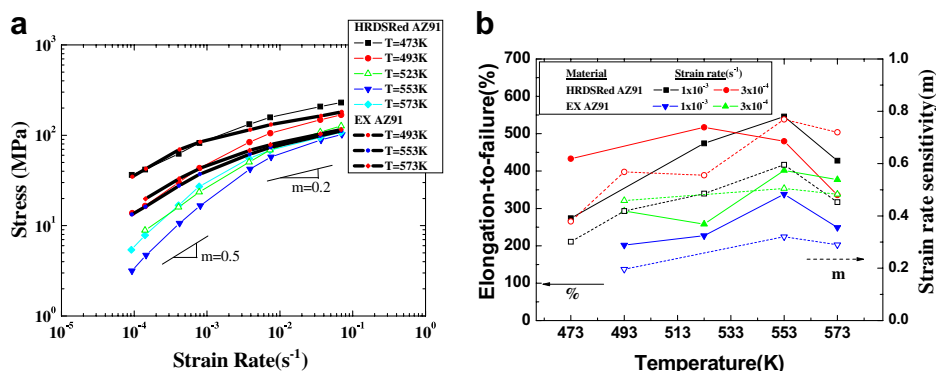 a
Stress (MPa)
10³
10²
10¹
10⁰
10⁻⁵ 10⁻⁴ 10⁻³ 10⁻² 10⁻¹ 10⁰
Strain Rate(s⁻¹)
m=0.5
m=0.2
HRDSRed AZ91
T=473K
T=493K
T=523K
T=553K
T=573K
EX AZ91
T=493K
T=553K
T=573K
b
Elongation-to-failure(%)
700
600
500
400
300
200
100
0
Material Strain rate(s⁻¹)
HRDSRed AZ91 1x10⁻³ 3x10⁻⁴
EX AZ91 1x10⁻³ 3x10⁻⁴
%
m
473 493 513 533 553 573
Temperature(K)
1.0
0.8
0.6
0.4
0.2
0.0
Strain rate sensitivity(m)